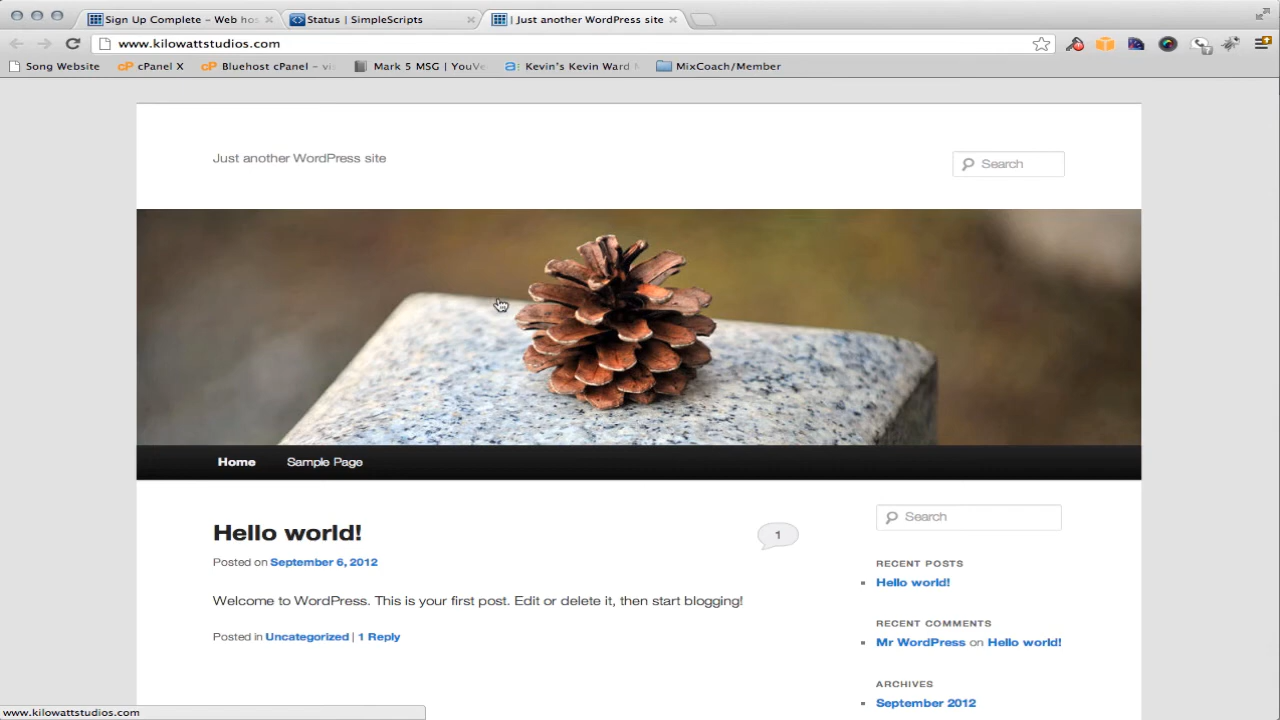 Sign Up Complete – Web hos
Status | SimpleScripts
| Just another WordPress site
www.kilowattstudios.com
Song Website
cPanel X
Bluehost cPanel – vi
Mark 5 MSG | YouVe
Kevin's Kevin Ward
MixCoach/Member
Just another WordPress site
Search
Home
Sample Page
Hello world!
1
Posted on September 6, 2012
Welcome to WordPress. This is your first post. Edit or delete it, then start blogging!
Posted in Uncategorized | 1 Reply
Search
RECENT POSTS
Hello world!
RECENT COMMENTS
Mr WordPress on Hello world!
ARCHIVES
September 2012
www.kilowattstudios.com